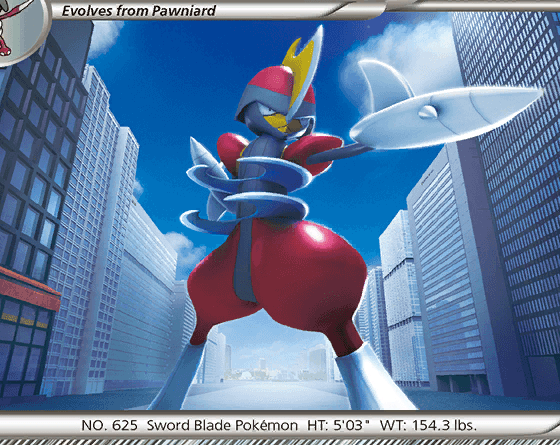 Evolves from Pawniard
NO. 625 Sword Blade Pokémon HT: 5'03" WT: 154.3 lbs.